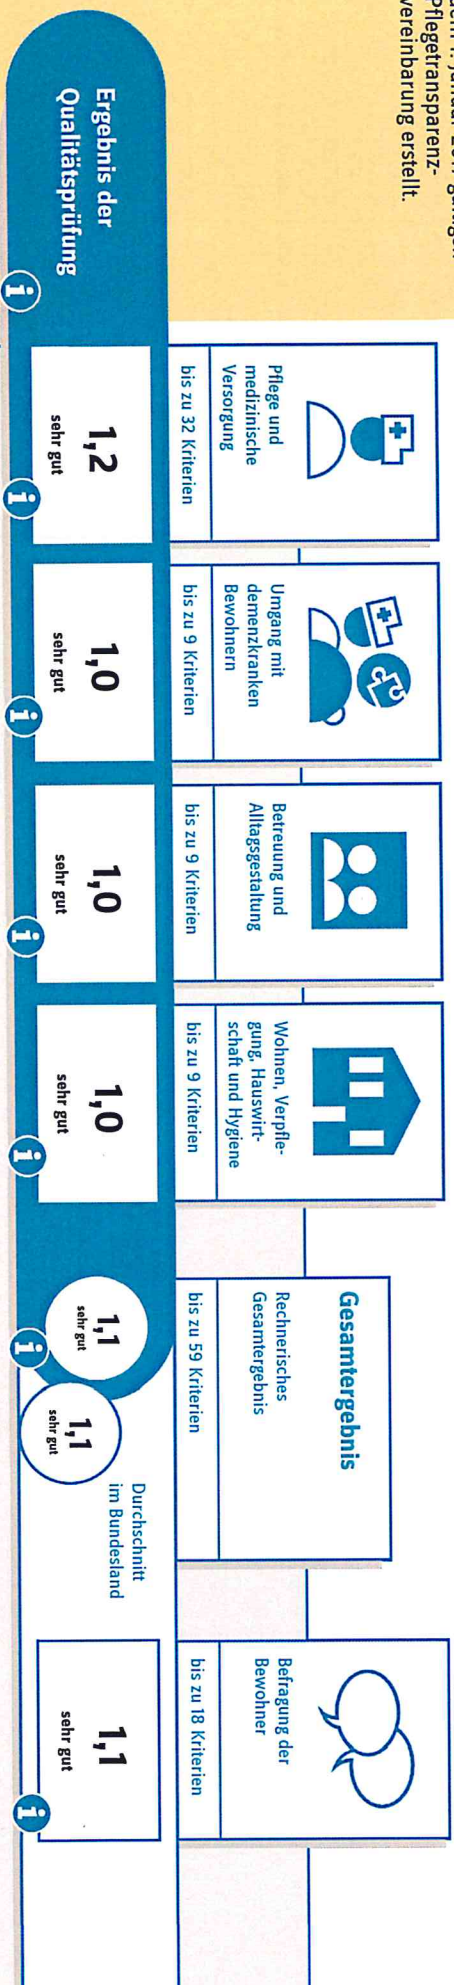 Pflegetransparenz-
vereinbarung erstellt.
Ergebnis der
Qualitätsprüfung
i
Pflege und
medizinische
Versorgung
bis zu 32 Kriterien
1,2
sehr gut
i
Umgang mit
demenzkranken
Bewohnern
bis zu 9 Kriterien
1,0
sehr gut
i
Betreuung und
Alltagsgestaltung
bis zu 9 Kriterien
1,0
sehr gut
i
Wohnen, Verpfle-
gung, Hauswirt-
schaft und Hygiene
bis zu 9 Kriterien
1,0
sehr gut
i
Gesamtergebnis
Rechnerisches
Gesamtergebnis
bis zu 59 Kriterien
1,1
sehr gut
i
1,1
sehr gut
Durchschnitt
im Bundesland
Befragung der
Bewohner
bis zu 18 Kriterien
1,1
sehr gut
i